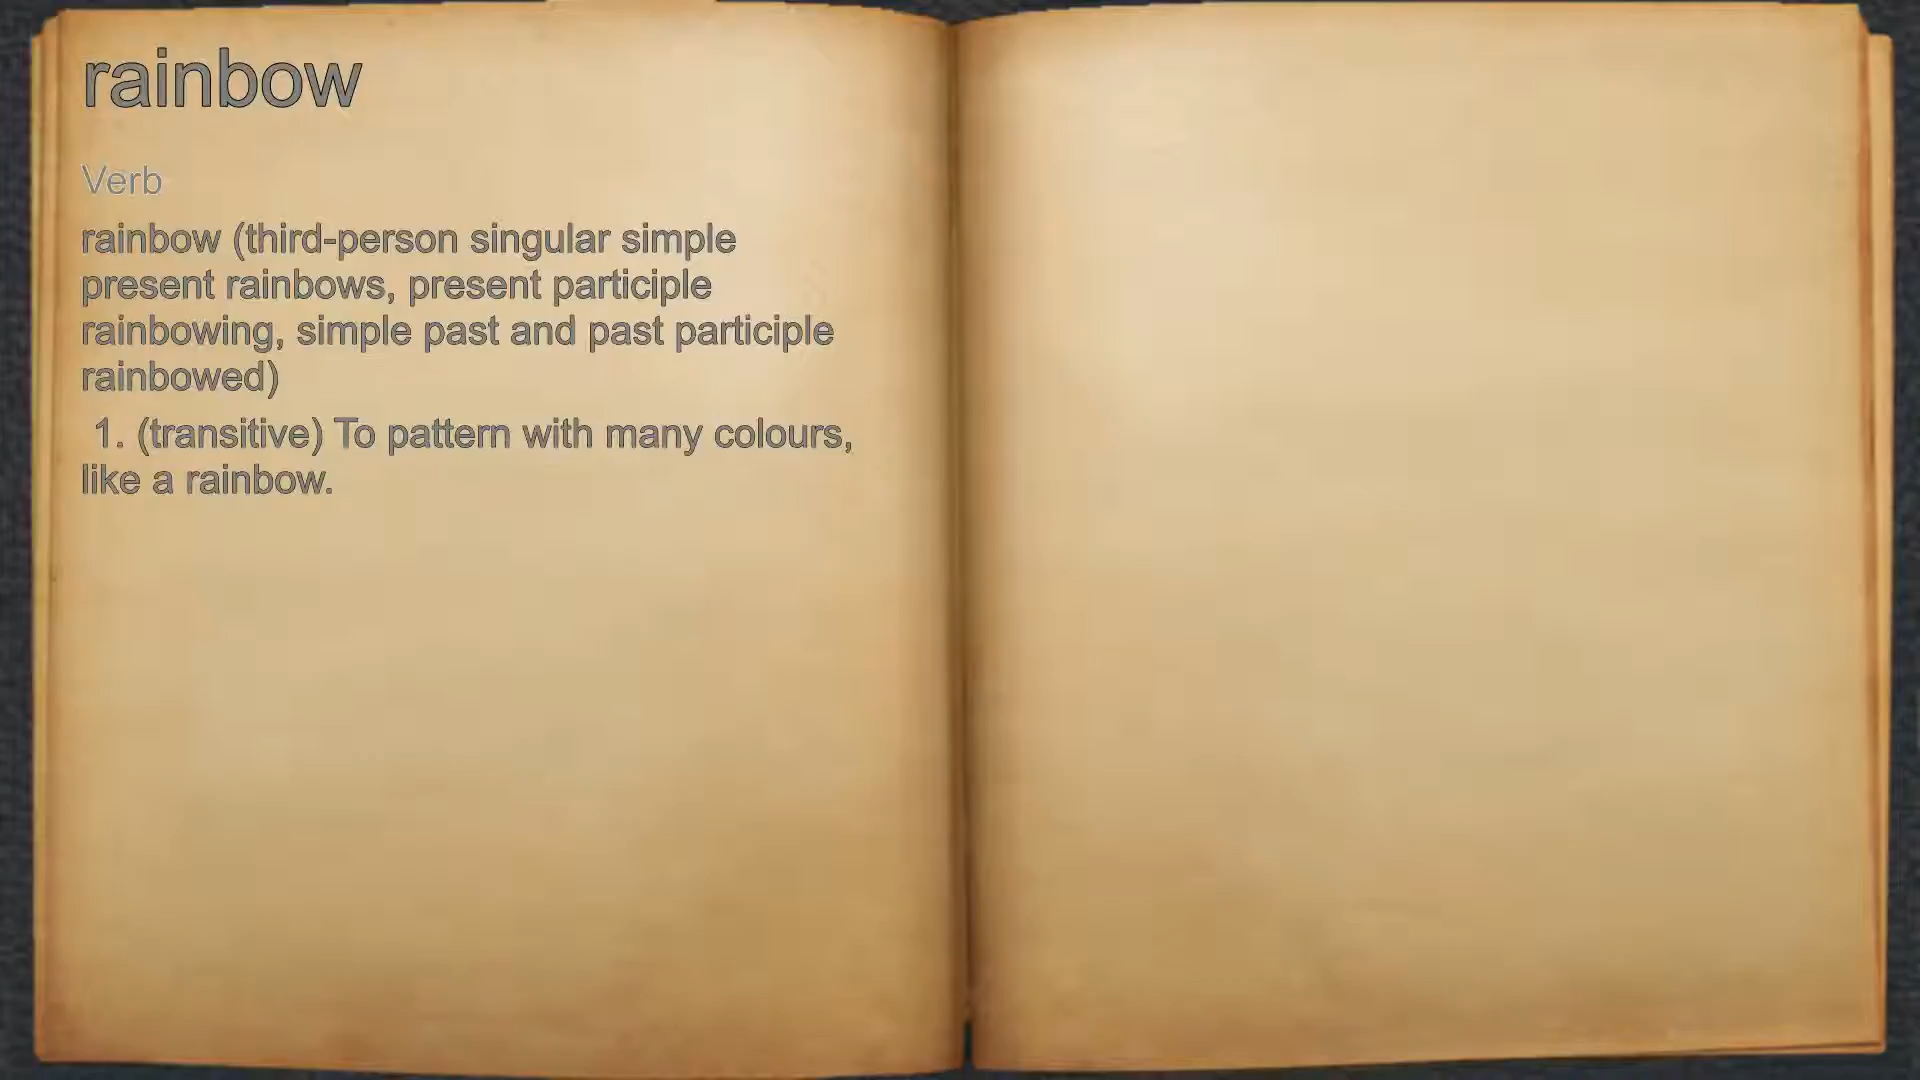 rainbow
Verb
rainbow (third-person singular simple
present rainbows, present participle
rainbowing, simple past and past participle
rainbowed)
1. (transitive) To pattern with many colours,
like a rainbow.